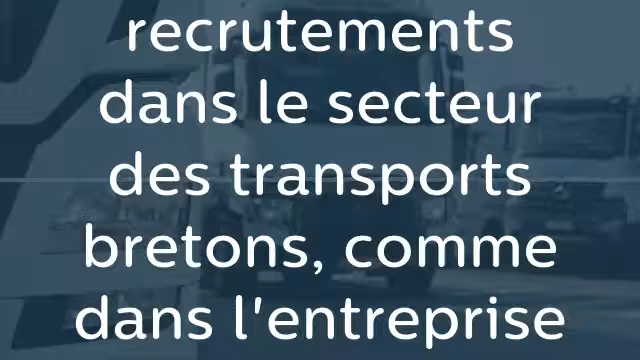 recrutements
dans le secteur
des transports
bretons, comme
dans l'entreprise